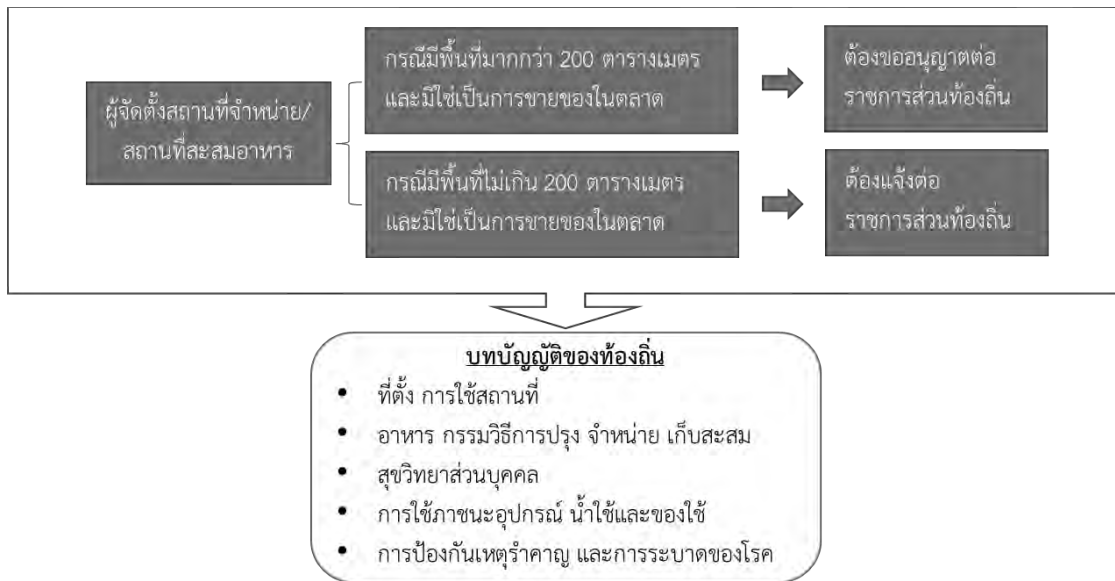 ผู้จัดตั้งสถานที่จำหน่าย/
สถานที่สะสมอาหาร
กรณีมีพื้นที่มากกว่า 200 ตารางเมตร
และมิใช่เป็นการขายของในตลาด
ต้องขออนุญาตต่อ
ราชการส่วนท้องถิ่น
กรณีมีพื้นที่ไม่เกิน 200 ตารางเมตร
และมิใช่เป็นการขายของในตลาด
ต้องแจ้งต่อ
ราชการส่วนท้องถิ่น
บทบัญญัติของท้องถิ่น
• ที่ตั้ง การใช้สถานที่
• อาหาร กรรมวิธีการปรุง จำหน่าย เก็บสะสม
• สุขวิทยาส่วนบุคคล
• การใช้ภาชนะอุปกรณ์ น้ำใช้และของใช้
• การป้องกันเหตุรำคาญ และการระบาดของโรค